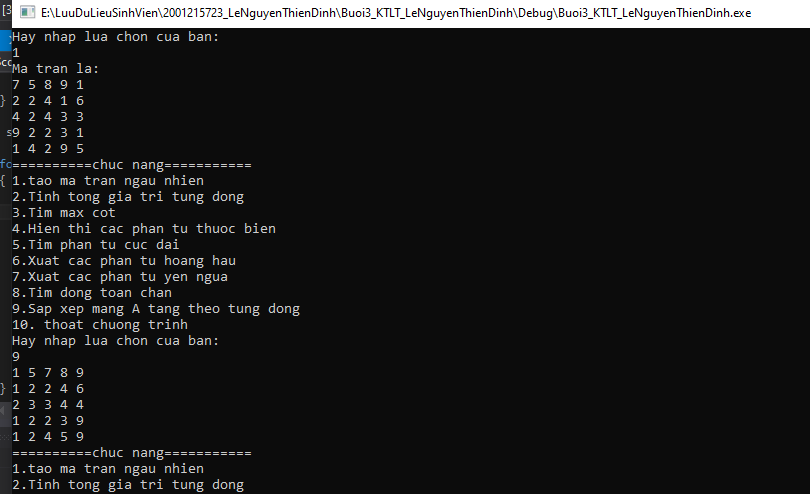 E:\LuuDuLieuSinhVien\2001215723_LeNguyenThienDinh\Buoi3_KTLT_LeNguyenThienDinh\Debug\Buoi3_KTLT_LeNguyenThienDinh.exe
Hay nhap lua chon cua ban:
1
Ma tran la:
7 5 8 9 1
2 2 4 1 6
4 2 4 3 3
9 2 2 3 1
1 4 2 9 5
==========chuc nang===========
1.tao ma tran ngau nhien
2.Tinh tong gia tri tung dong
3.Tim max cot
4.Hien thi cac phan tu thuoc bien
5.Tim phan tu cuc dai
6.Xuat cac phan tu hoang hau
7.Xuat cac phan tu yen ngua
8.Tim dong toan chan
9.Sap xep mang A tang theo tung dong
10. thoat chuong trinh
Hay nhap lua chon cua ban:
9
1 5 7 8 9
1 2 2 4 6
2 3 3 4 4
1 2 2 3 9
1 2 4 5 9
==========chuc nang===========
1.tao ma tran ngau nhien
2.Tinh tong gia tri tung dong